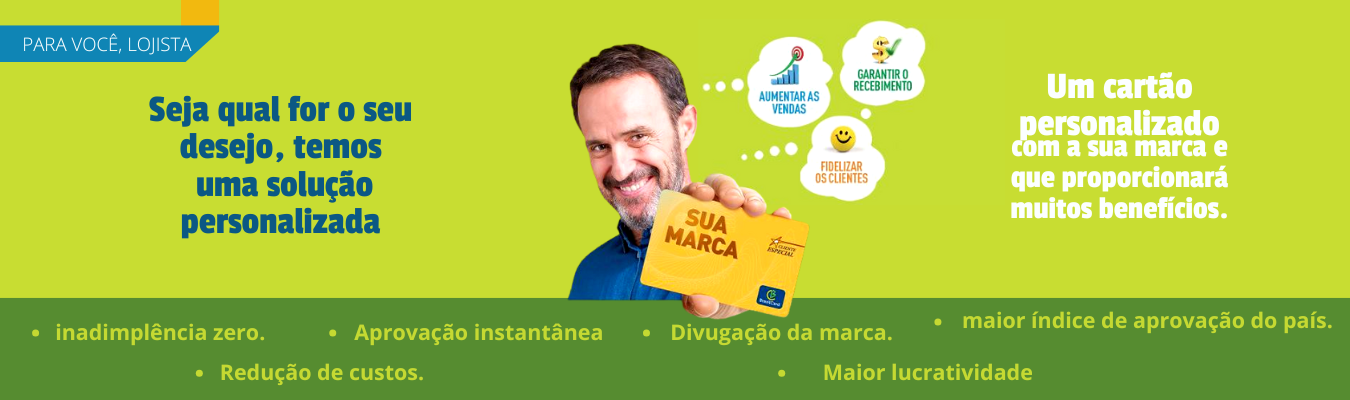 PARA VOCÊ, LOJISTA
Seja qual for o seu
desejo, temos
uma solução
personalizada
AUMENTAR AS
VENDAS
GARANTIR O
RECEBIMENTO
FIDELIZAR
OS CLIENTES
SUA
MARCA
CLIENTE
ESPECIAL
Um cartão
personalizado
com a sua marca e
que proporcionará
muitos benefícios.
• inadimplência zero.
• Aprovação instantânea
• Divugação da marca.
• maior índice de aprovação do país.
• Redução de custos.
• Maior lucratividade